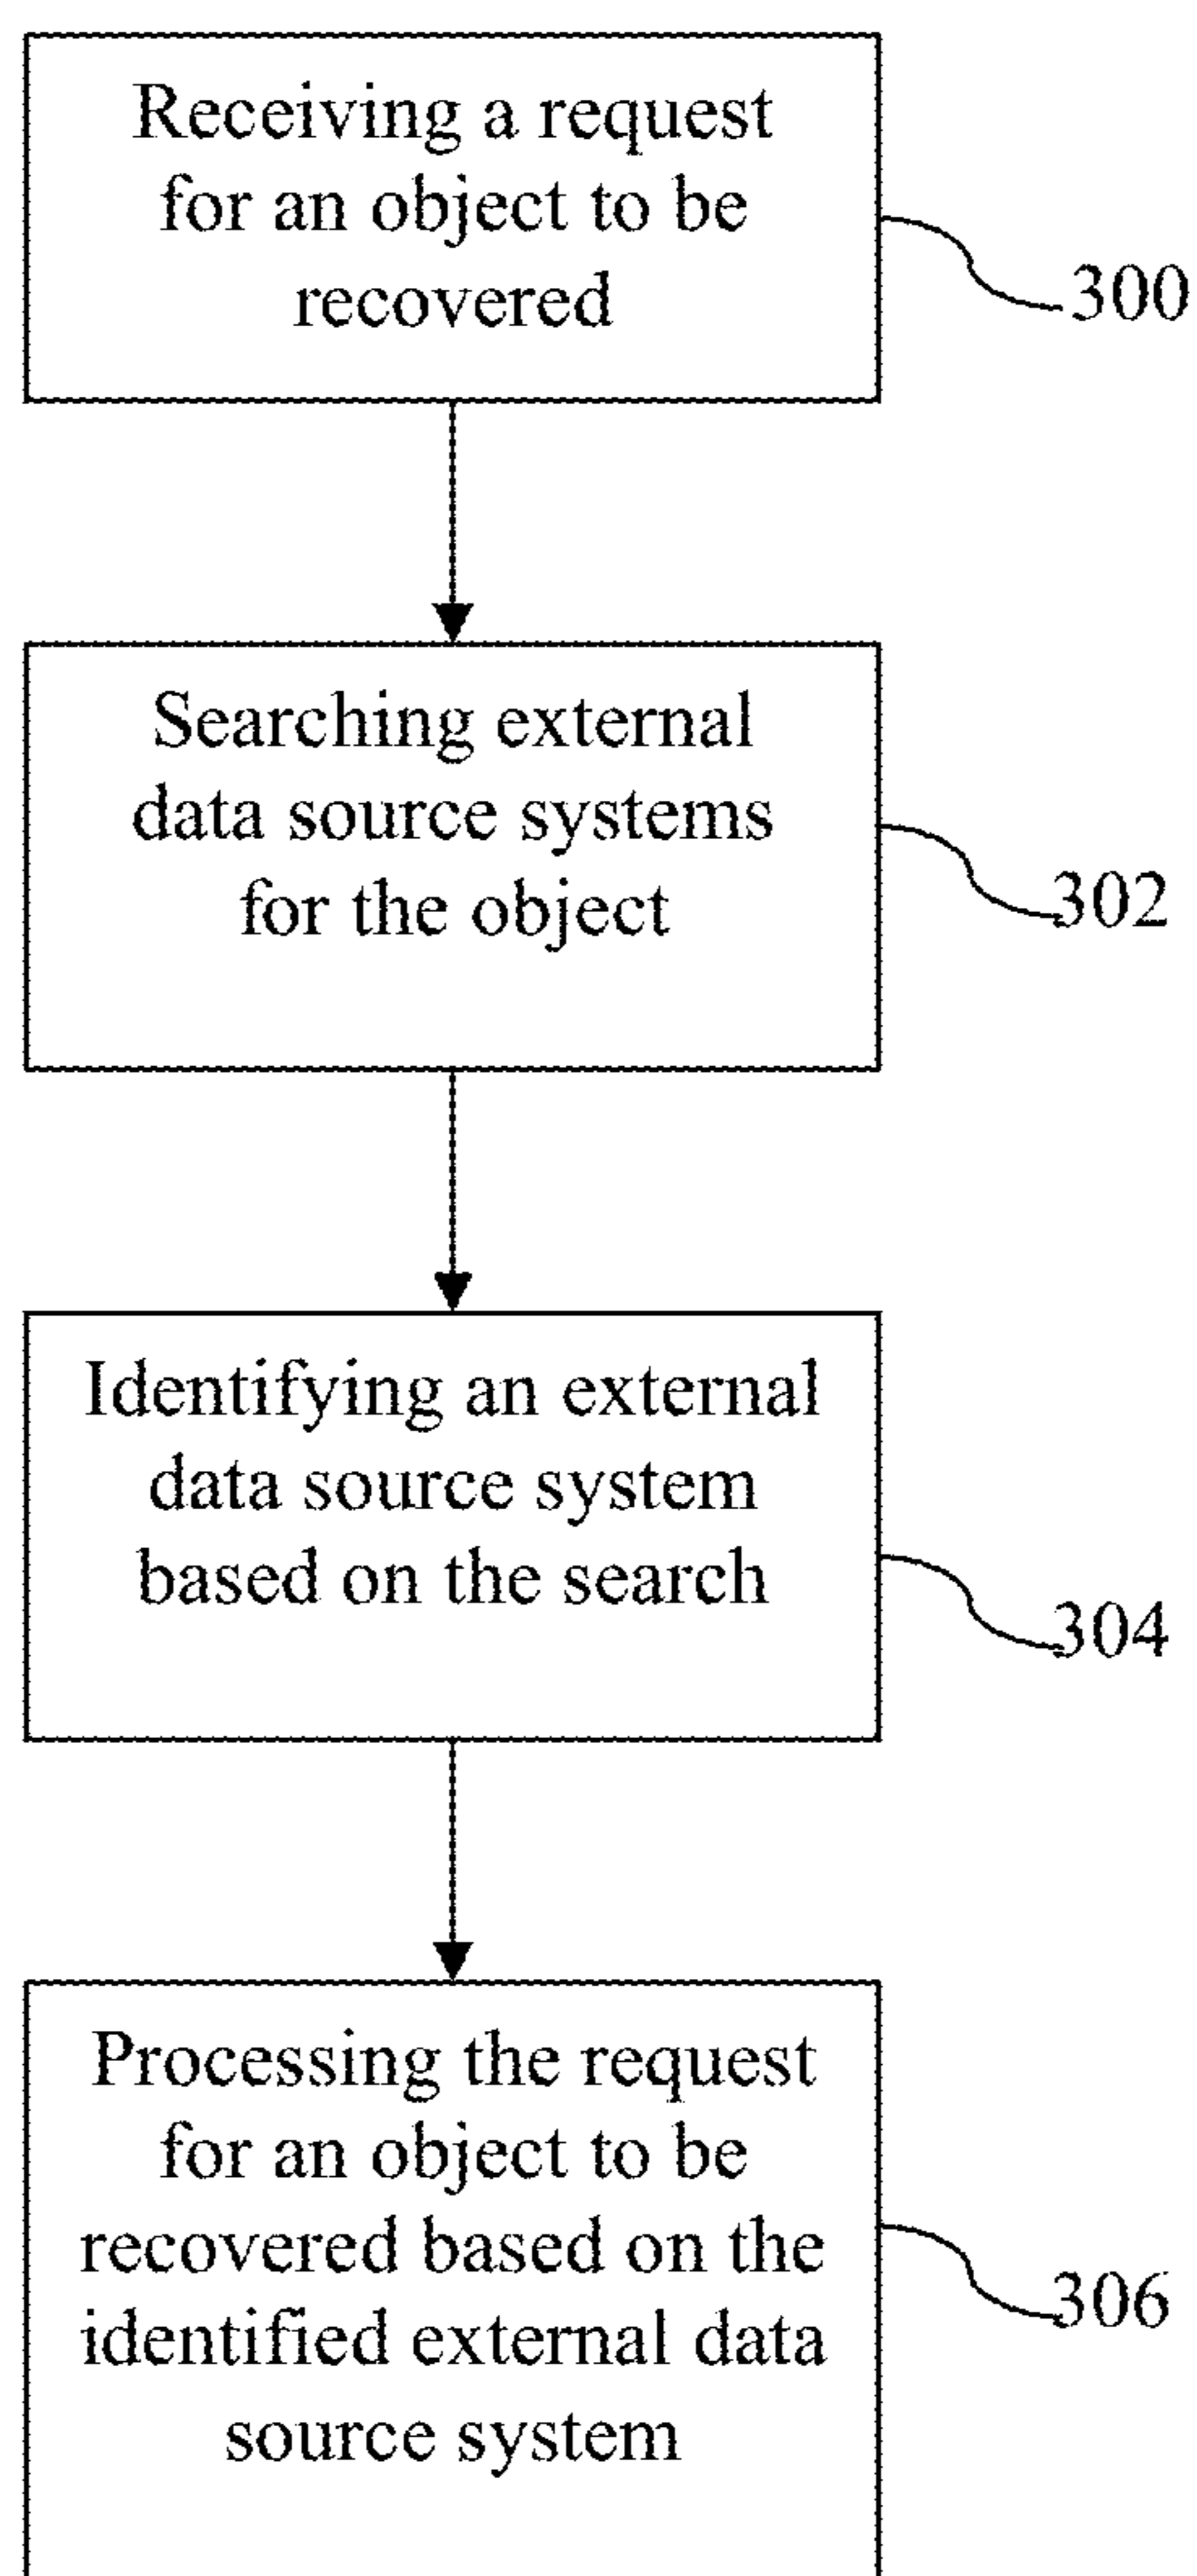 Receiving a request
for an object to be
recovered
300
Searching external
data source systems
for the object
302
Identifying an external
data source system
based on the search
304
Processing the request
for an object to be
recovered based on the
identified external data
source system
306